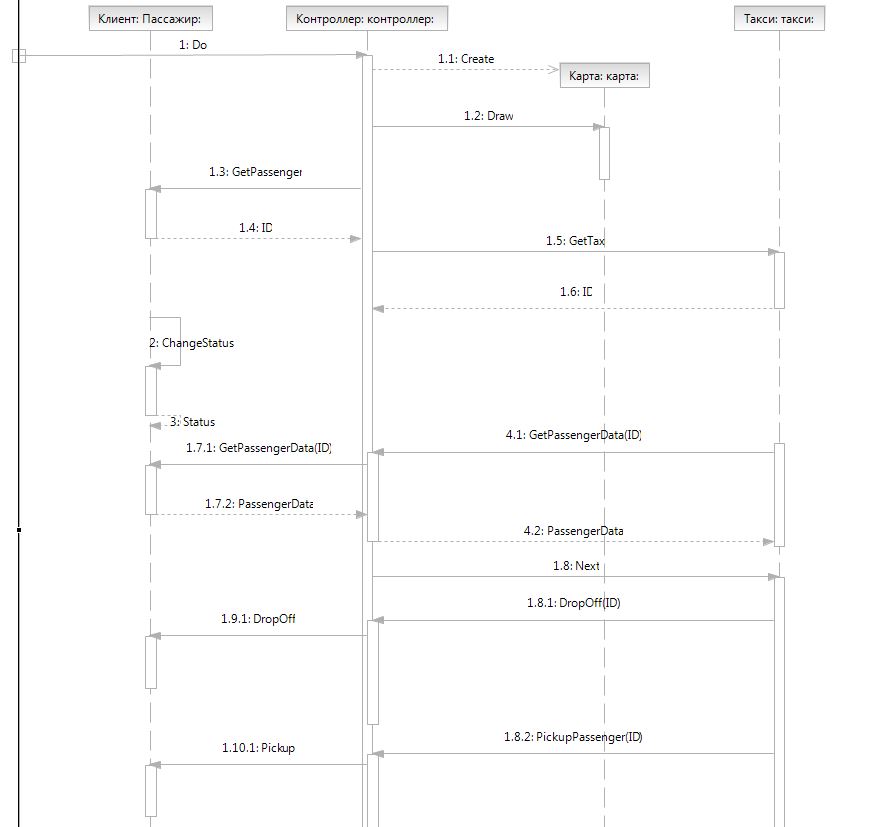 Клиент: Пассажир:
Контроллер: контроллер:
Такси: такси:
1: Do
1.1: Create
Карта: карта:
1.2: Draw
1.3: GetPassenger
1.4: ID
1.5: GetTax
1.6: ID
2: ChangeStatus
3: Status
4.1: GetPassengerData(ID)
1.7.1: GetPassengerData(ID)
1.7.2: PassengerData
4.2: PassengerData
1.8: Next
1.8.1: DropOff(ID)
1.9.1: DropOff
1.8.2: PickupPassenger(ID)
1.10.1: Pickup